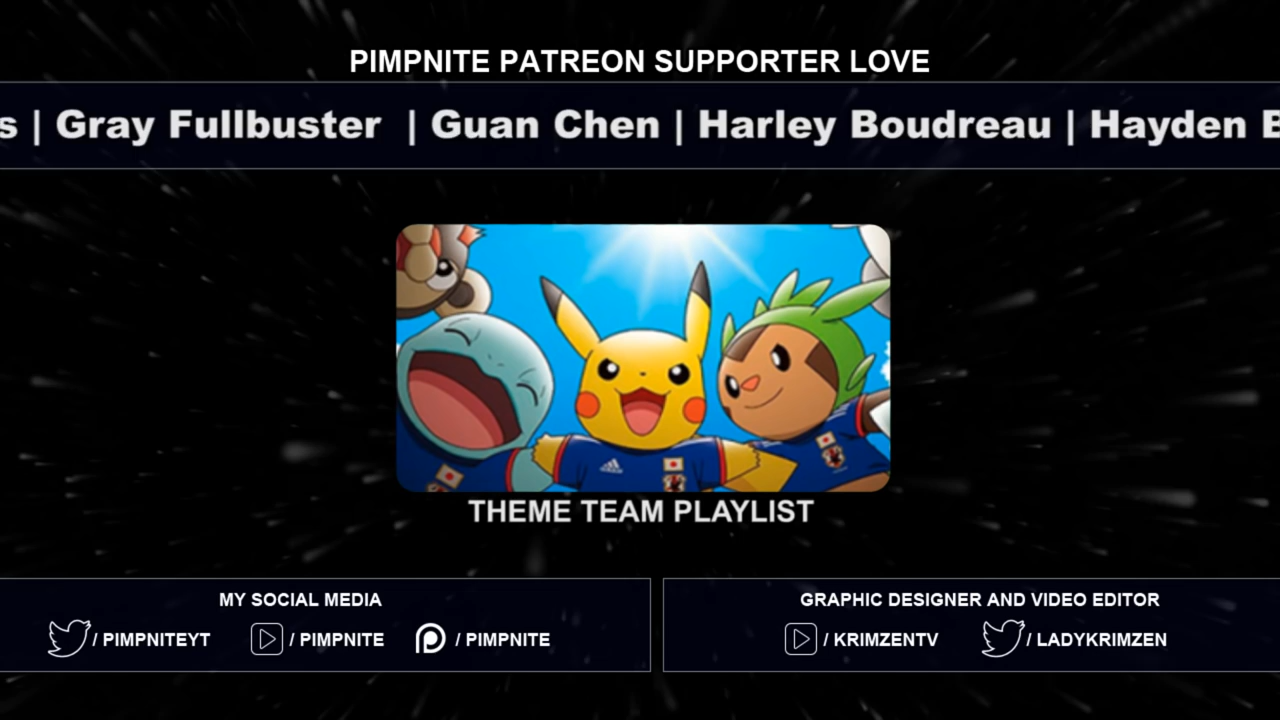 PIMPNITE PATREON SUPPORTER LOVE
s | Gray Fullbuster | Guan Chen | Harley Boudreau | Hayden B
THEME TEAM PLAYLIST
MY SOCIAL MEDIA
/ PIMPNITEYT / PIMPNITE / PIMPNITE
GRAPHIC DESIGNER AND VIDEO EDITOR
/ KRIMZENTV / LADYKRIMZEN